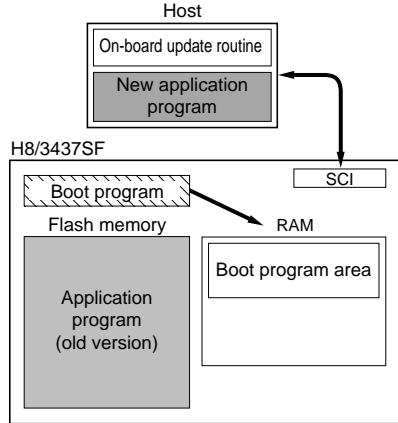 Host
On-board update routine
New application
program
H8/3437SF
SCI
Boot program
Flash memory
RAM
Boot program area
Application
program
(old version)